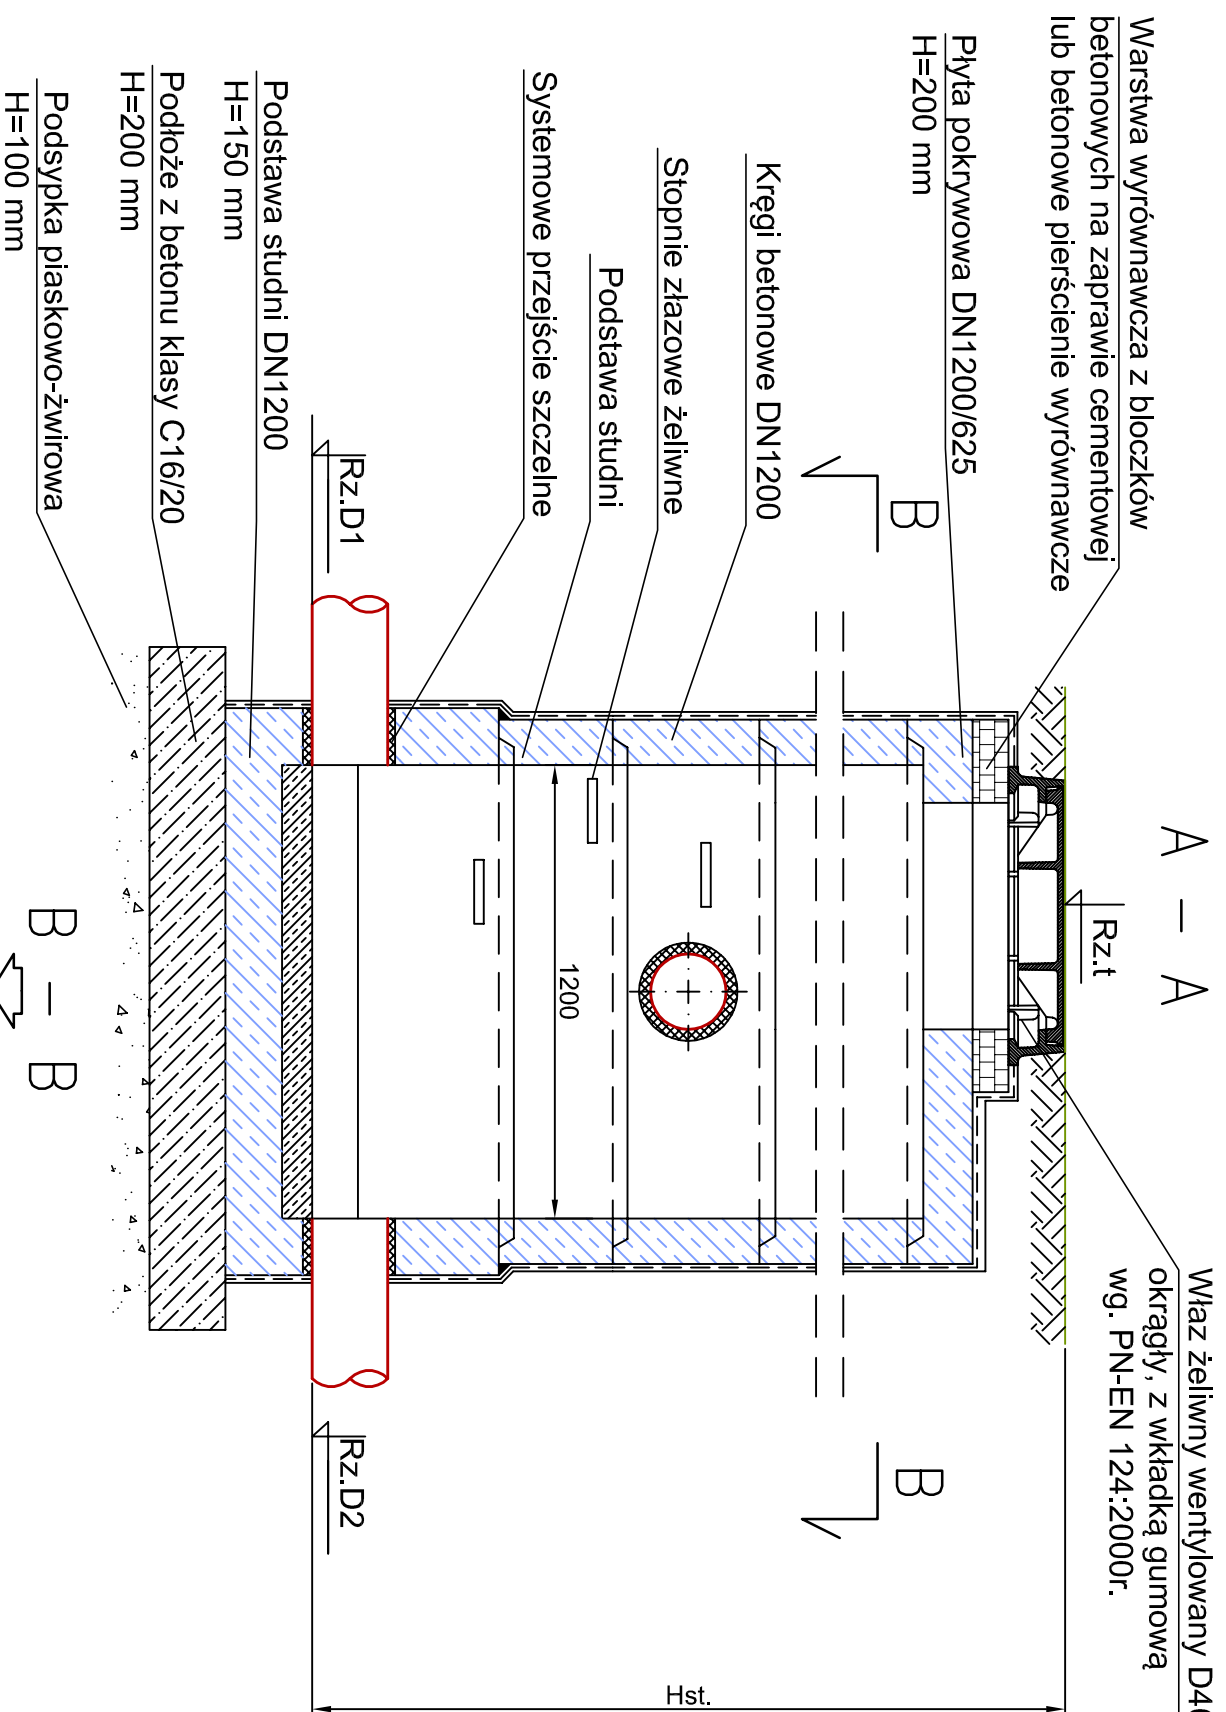 A – A
Warstwa wyrównawcza z bloczków
betonowych na zaprawie cementowej
lub betonowe pierścienie wyrównawcze
Właz żeliwny wentylowany
okrągły, z wkładką gumową
wg. PN-EN 124:2000r.
Rz.t
Płyta pokrywowa DN1200/625
H=200 mm
B
B
Kręgi betonowe DN1200
Stopnie złazowe żeliwne
Podstawa studni
Systemowe przejście szczelne
1200
Hst.
Rz.D1
Rz.D2
Podstawa studni DN1200
H=150 mm
Podłoże z betonu klasy C16/20
H=200 mm
Podsypka piaskowo-żwirowa
H=100 mm
B – B